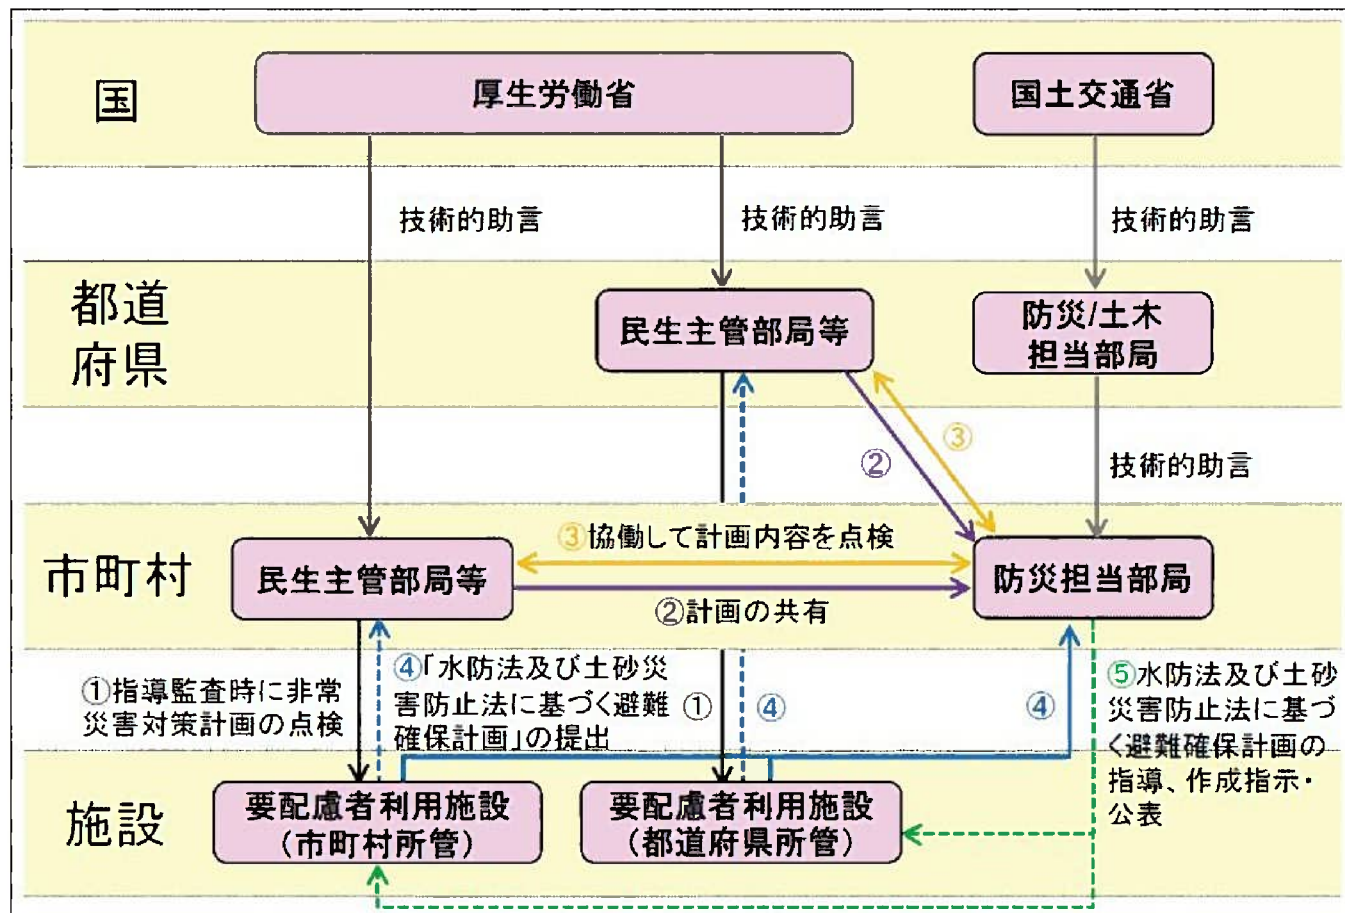 国
厚生労働省
国土交通省
技術的助言
技術的助言
技術的助言
都道
府県
民生主管部局等
防災/土木
担当部局
②
③
技術的助言
市町村
民生主管部局等
③協働して計画内容を点検
②計画の共有
防災担当部局
①指導監査時に非常
災害対策計画の点検
④「水防法及び土砂災
害防止法に基づく避難
確保計画」の提出
①
④
④
⑤水防法及び土砂
災害防止法に基づ
く避難確保計画の
指導、作成指示・
公表
施設
要配慮者利用施設
(市町村所管)
要配慮者利用施設
(都道府県所管)